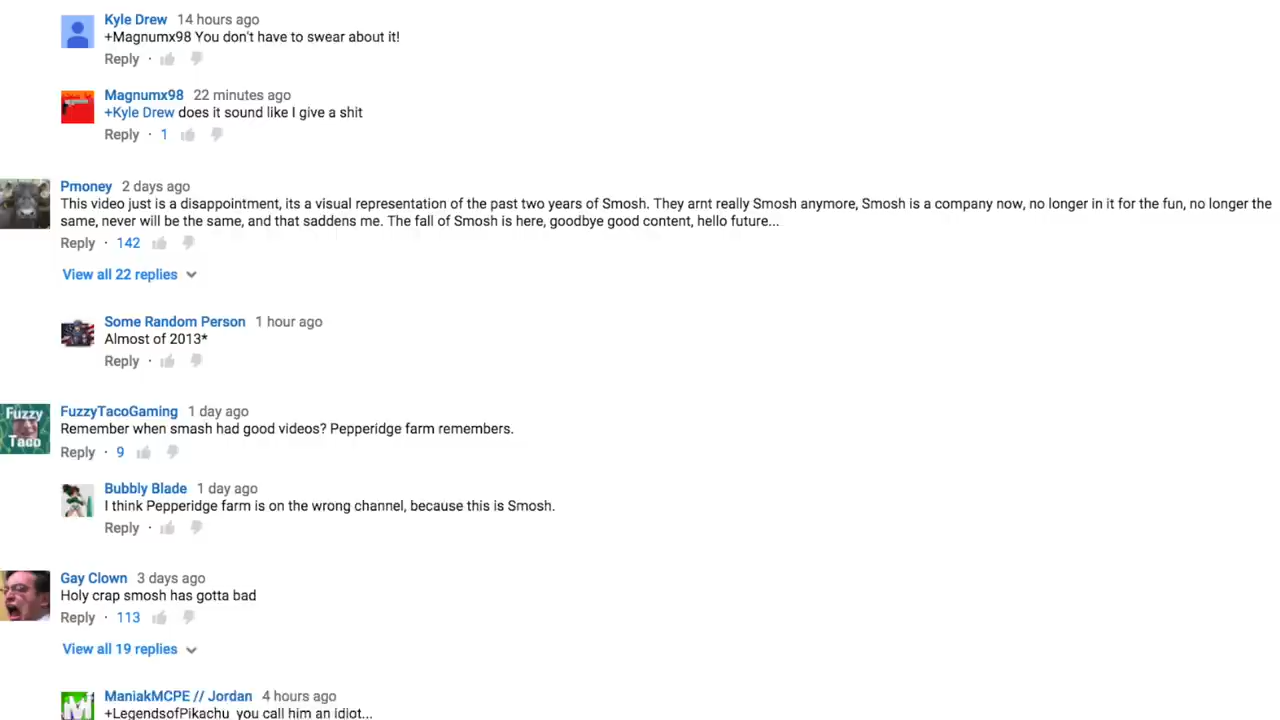 Kyle Drew 14 hours ago
+Magnumx98 You don't have to swear about it!
Reply ·
Magnumx98 22 minutes ago
+Kyle Drew does it sound like I give a shit
Reply · 1
Pmoney 2 days ago
This video just is a disappointment, its a visual representation of the past two years of Smosh. They arnt really Smosh anymore, Smosh is a company now, no longer in it for the fun, no longer the
same, never will be the same, and that saddens me. The fall of Smosh is here, goodbye good content, hello future...
Reply · 142
View all 22 replies
Some Random Person 1 hour ago
Almost of 2013*
Reply ·
Fuzzy
Taco
FuzzyTacoGaming 1 day ago
Remember when smash had good videos? Pepperidge farm remembers.
Reply · 9
Bubbly Blade 1 day ago
I think Pepperidge farm is on the wrong channel, because this is Smosh.
Reply ·
Gay Clown 3 days ago
Holy crap smosh has gotta bad
Reply · 113
View all 19 replies
M
ManiakMCPE // Jordan 4 hours ago
+LegendsofPikachu you call him an idiot...